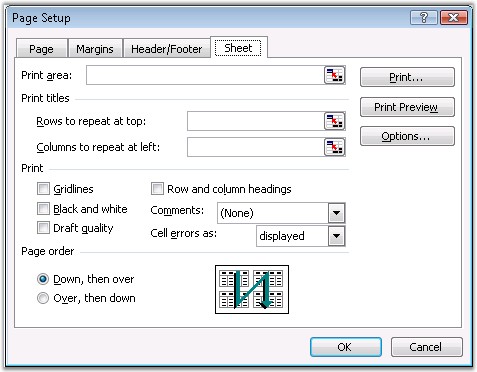 Page Setup
Page Margins Header/Footer Sheet
Print area:
Print...
Print titles
Print Preview
Rows to repeat at top:
Options...
Columns to repeat at left:
Print
Gridlines
Row and column headings
Black and white
Comments: (None)
Draft quality
Cell errors as: displayed
Page order
Down, then over
Over, then down
OK Cancel